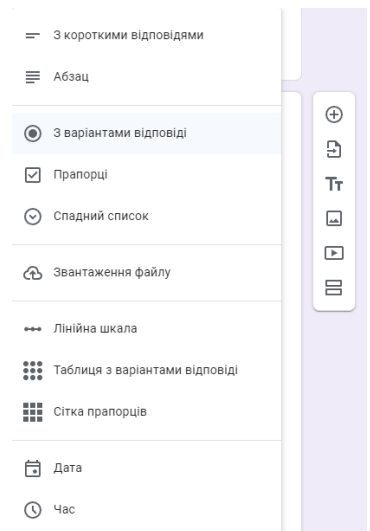 З короткими відповідями
Абзац
З варіантами відповіді
Прапорці
Спадний список
Звантаження файлу
Лінійна шкала
Таблиця з варіантами відповіді
Сітка прапорців
Дата
Час
Тт